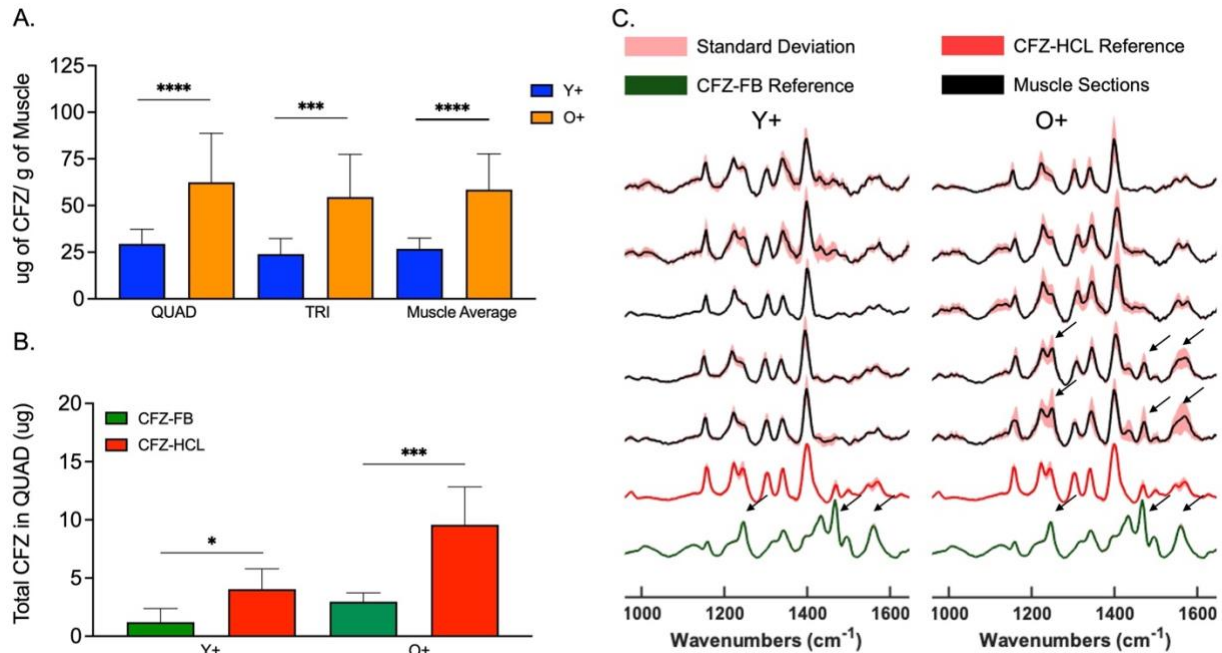 A.
ug of CFZ/ g of Muscle
125
100
75
50
25
0
****
***
****
Y+
O+
QUAD
TRI
Muscle Average
B.
Total CFZ in QUAD (ug)
20
15
10
5
0
CFZ-FB
CFZ-HCL
*
***
Y+
O+
C.
Standard Deviation
CFZ-HCL Reference
CFZ-FB Reference
Muscle Sections
Y+
O+
1000 1200 1400 1600
1000 1200 1400 1600
Wavenumbers (cm⁻¹)
Wavenumbers (cm⁻¹)